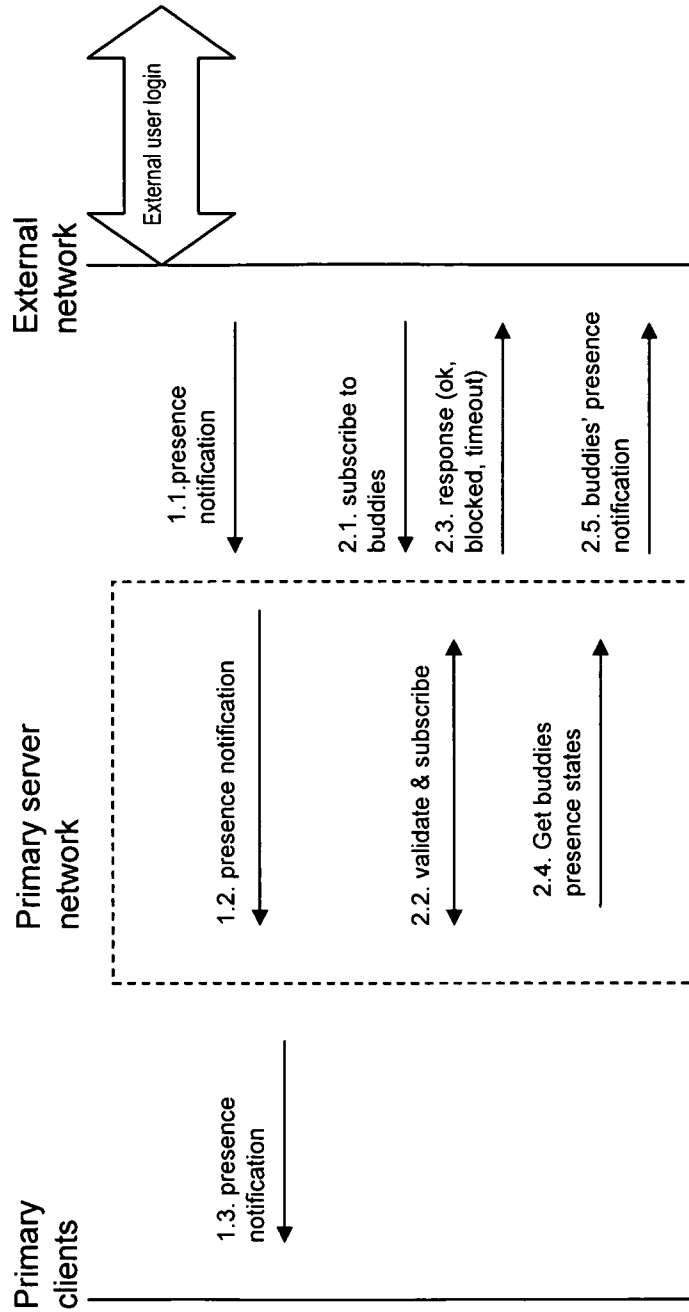 Primary
clients
Primary server
network
External
network
External user login
1.1.presence
notification
1.2. presence notification
1.3. presence
notification
2.1. subscribe to
buddies
2.2. validate & subscribe
2.3. response (ok,
blocked, timeout)
2.4. Get buddies
presence states
2.5. buddies' presence
notification